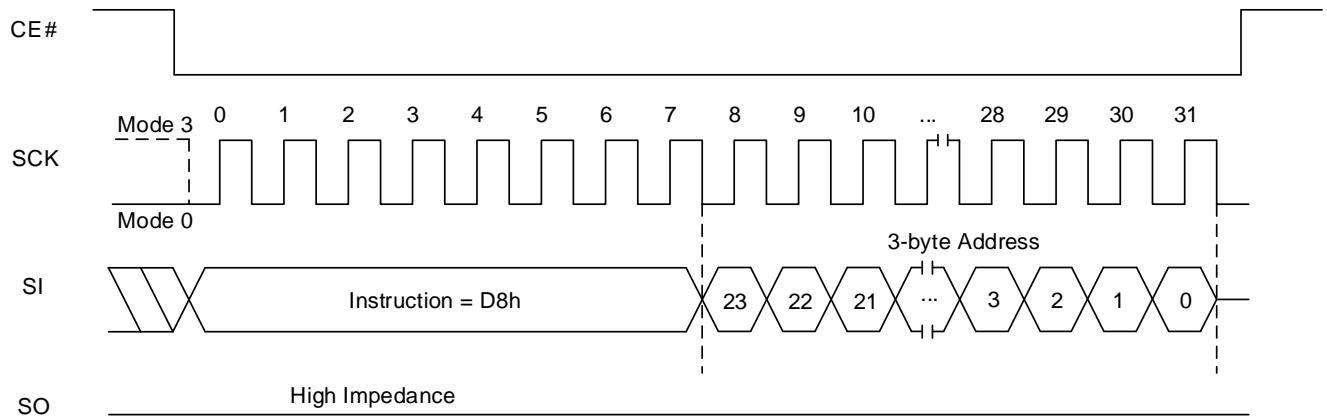 CE#
SCK
Mode 3
0 1 2 3 4 5 6 7 8 9 10 ... 28 29 30 31
Mode 0
3-byte Address
SI
Instruction = D8h
23 22 21 ... 3 2 1 0
SO
High Impedance